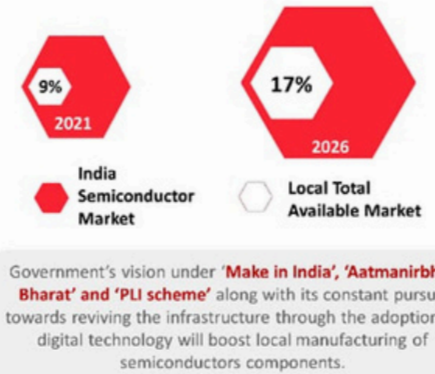 9%
2021
17%
2026
India
Semiconductor
Market
Local Total
Available Market
Government's vision under 'Make in India', 'Aatmanirbh
Bharat' and 'PLI scheme' along with its constant pursu
towards reviving the infrastructure through the adoption
digital technology will boost local manufacturing of
semiconductors components.